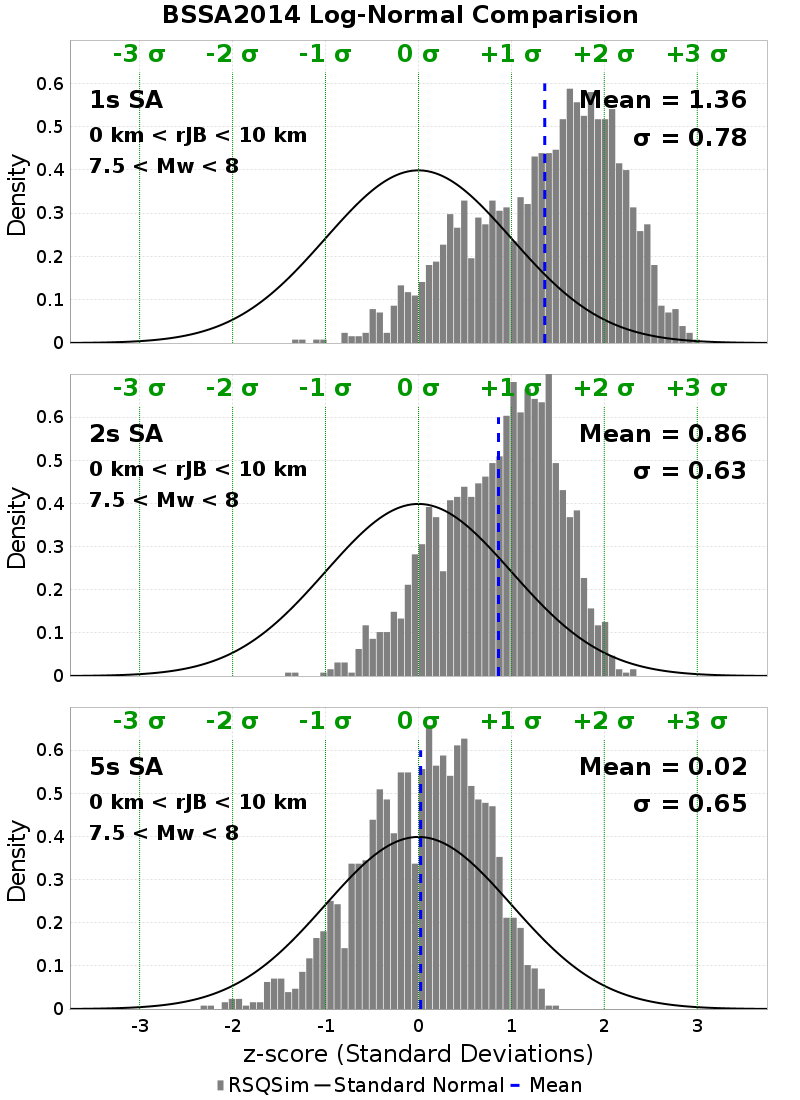 BSSA2014 Log-Normal Comparision
-3 σ -2 σ -1 σ 0 σ +1 σ +2 σ +3 σ
1s SA
Mean = 1.36
0 km < rJB < 10 km
σ = 0.78
7.5 < Mw < 8
Density
0.6
0.5
0.4
0.3
0.2
0.1
0
-3 σ -2 σ -1 σ 0 σ +1 σ +2 σ +3 σ
2s SA
Mean = 0.86
0 km < rJB < 10 km
σ = 0.63
7.5 < Mw < 8
Density
0.6
0.5
0.4
0.3
0.2
0.1
0
-3 σ -2 σ -1 σ 0 σ +1 σ +2 σ +3 σ
5s SA
Mean = 0.02
0 km < rJB < 10 km
σ = 0.65
7.5 < Mw < 8
Density
0.6
0.5
0.4
0.3
0.2
0.1
0
-3 -2 -1 0 1 2 3
z-score (Standard Deviations)
RSQSim Standard Normal Mean